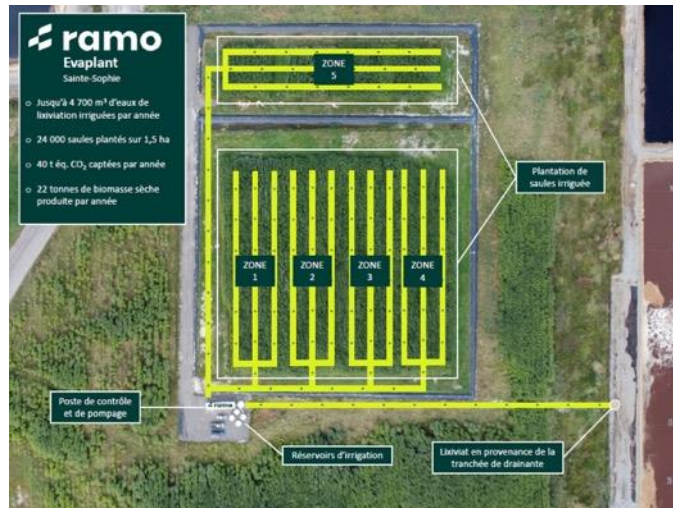 ramo
Evaplant
Sainte-Sophie
Jusqu'à 4 700 m³ d'eaux de
lixiviation irriguées par année
24 000 saules plantés sur 1,5 ha
40 t éq. CO₂ captées par année
22 tonnes de biomasse sèche
produite par année
ZONE
5
Plantation de
saules irriguée
ZONE
1
ZONE
2
ZONE
3
ZONE
4
Poste de contrôle
et de pompage
ramo
Réservoirs d'irrigation
Lixiviat en provenance de la
tranchée de drainante